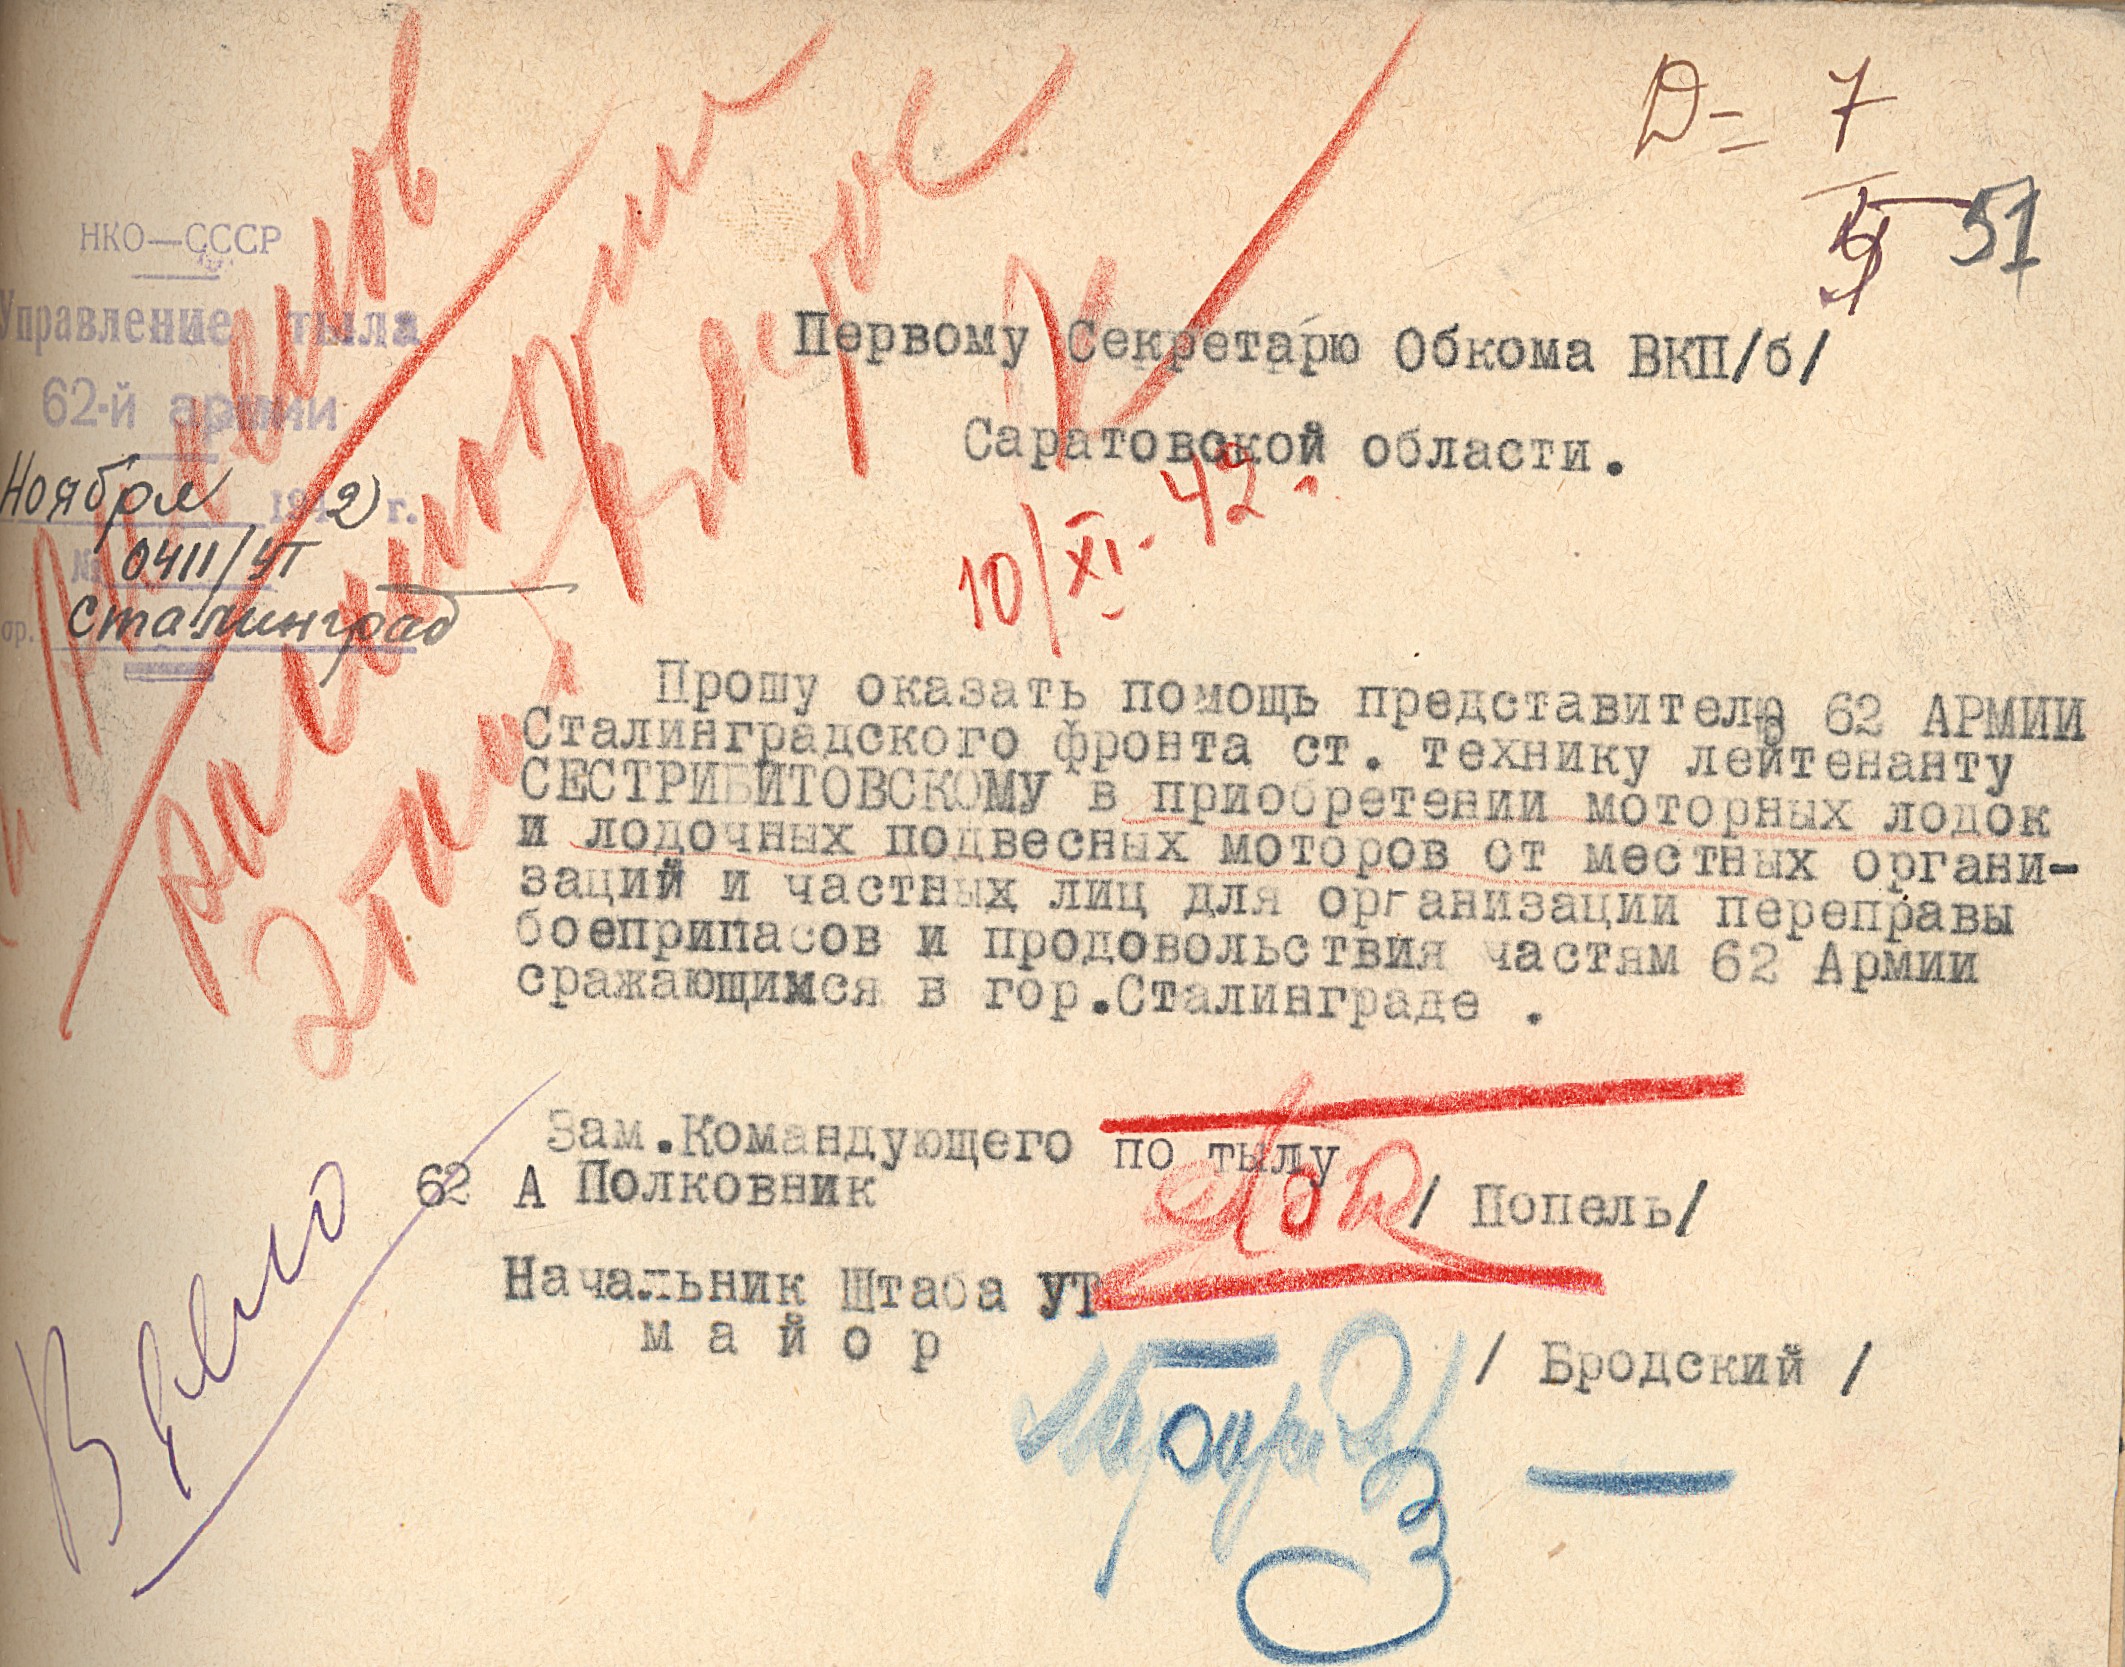 Д = 7
51
НКО—СССР
Управление тыла
62-й армии
Ноября 1942 г.
№ 0411/УТ
Сталинград
Первому Секретарю Обкома ВКП/б/
Саратовской области.
10/XI-42г.
Прошу оказать помощь представителю 62 АРМИИ
Сталинградского фронта ст. технику лейтенанту
СЕСТРИБИТОВСКОМУ в приобретении моторных лодок
и лодочных подвесных моторов от местных органи-
заций и частных лиц для организации переправы
боеприпасов и продовольствия частям 62 Армии
сражающимся в гор.Сталинграде .
Зам.Командующего по тылу
62 А Полковник / Попель/
Начальник Штаба УТ
м а й о р / Бродский /
В дело